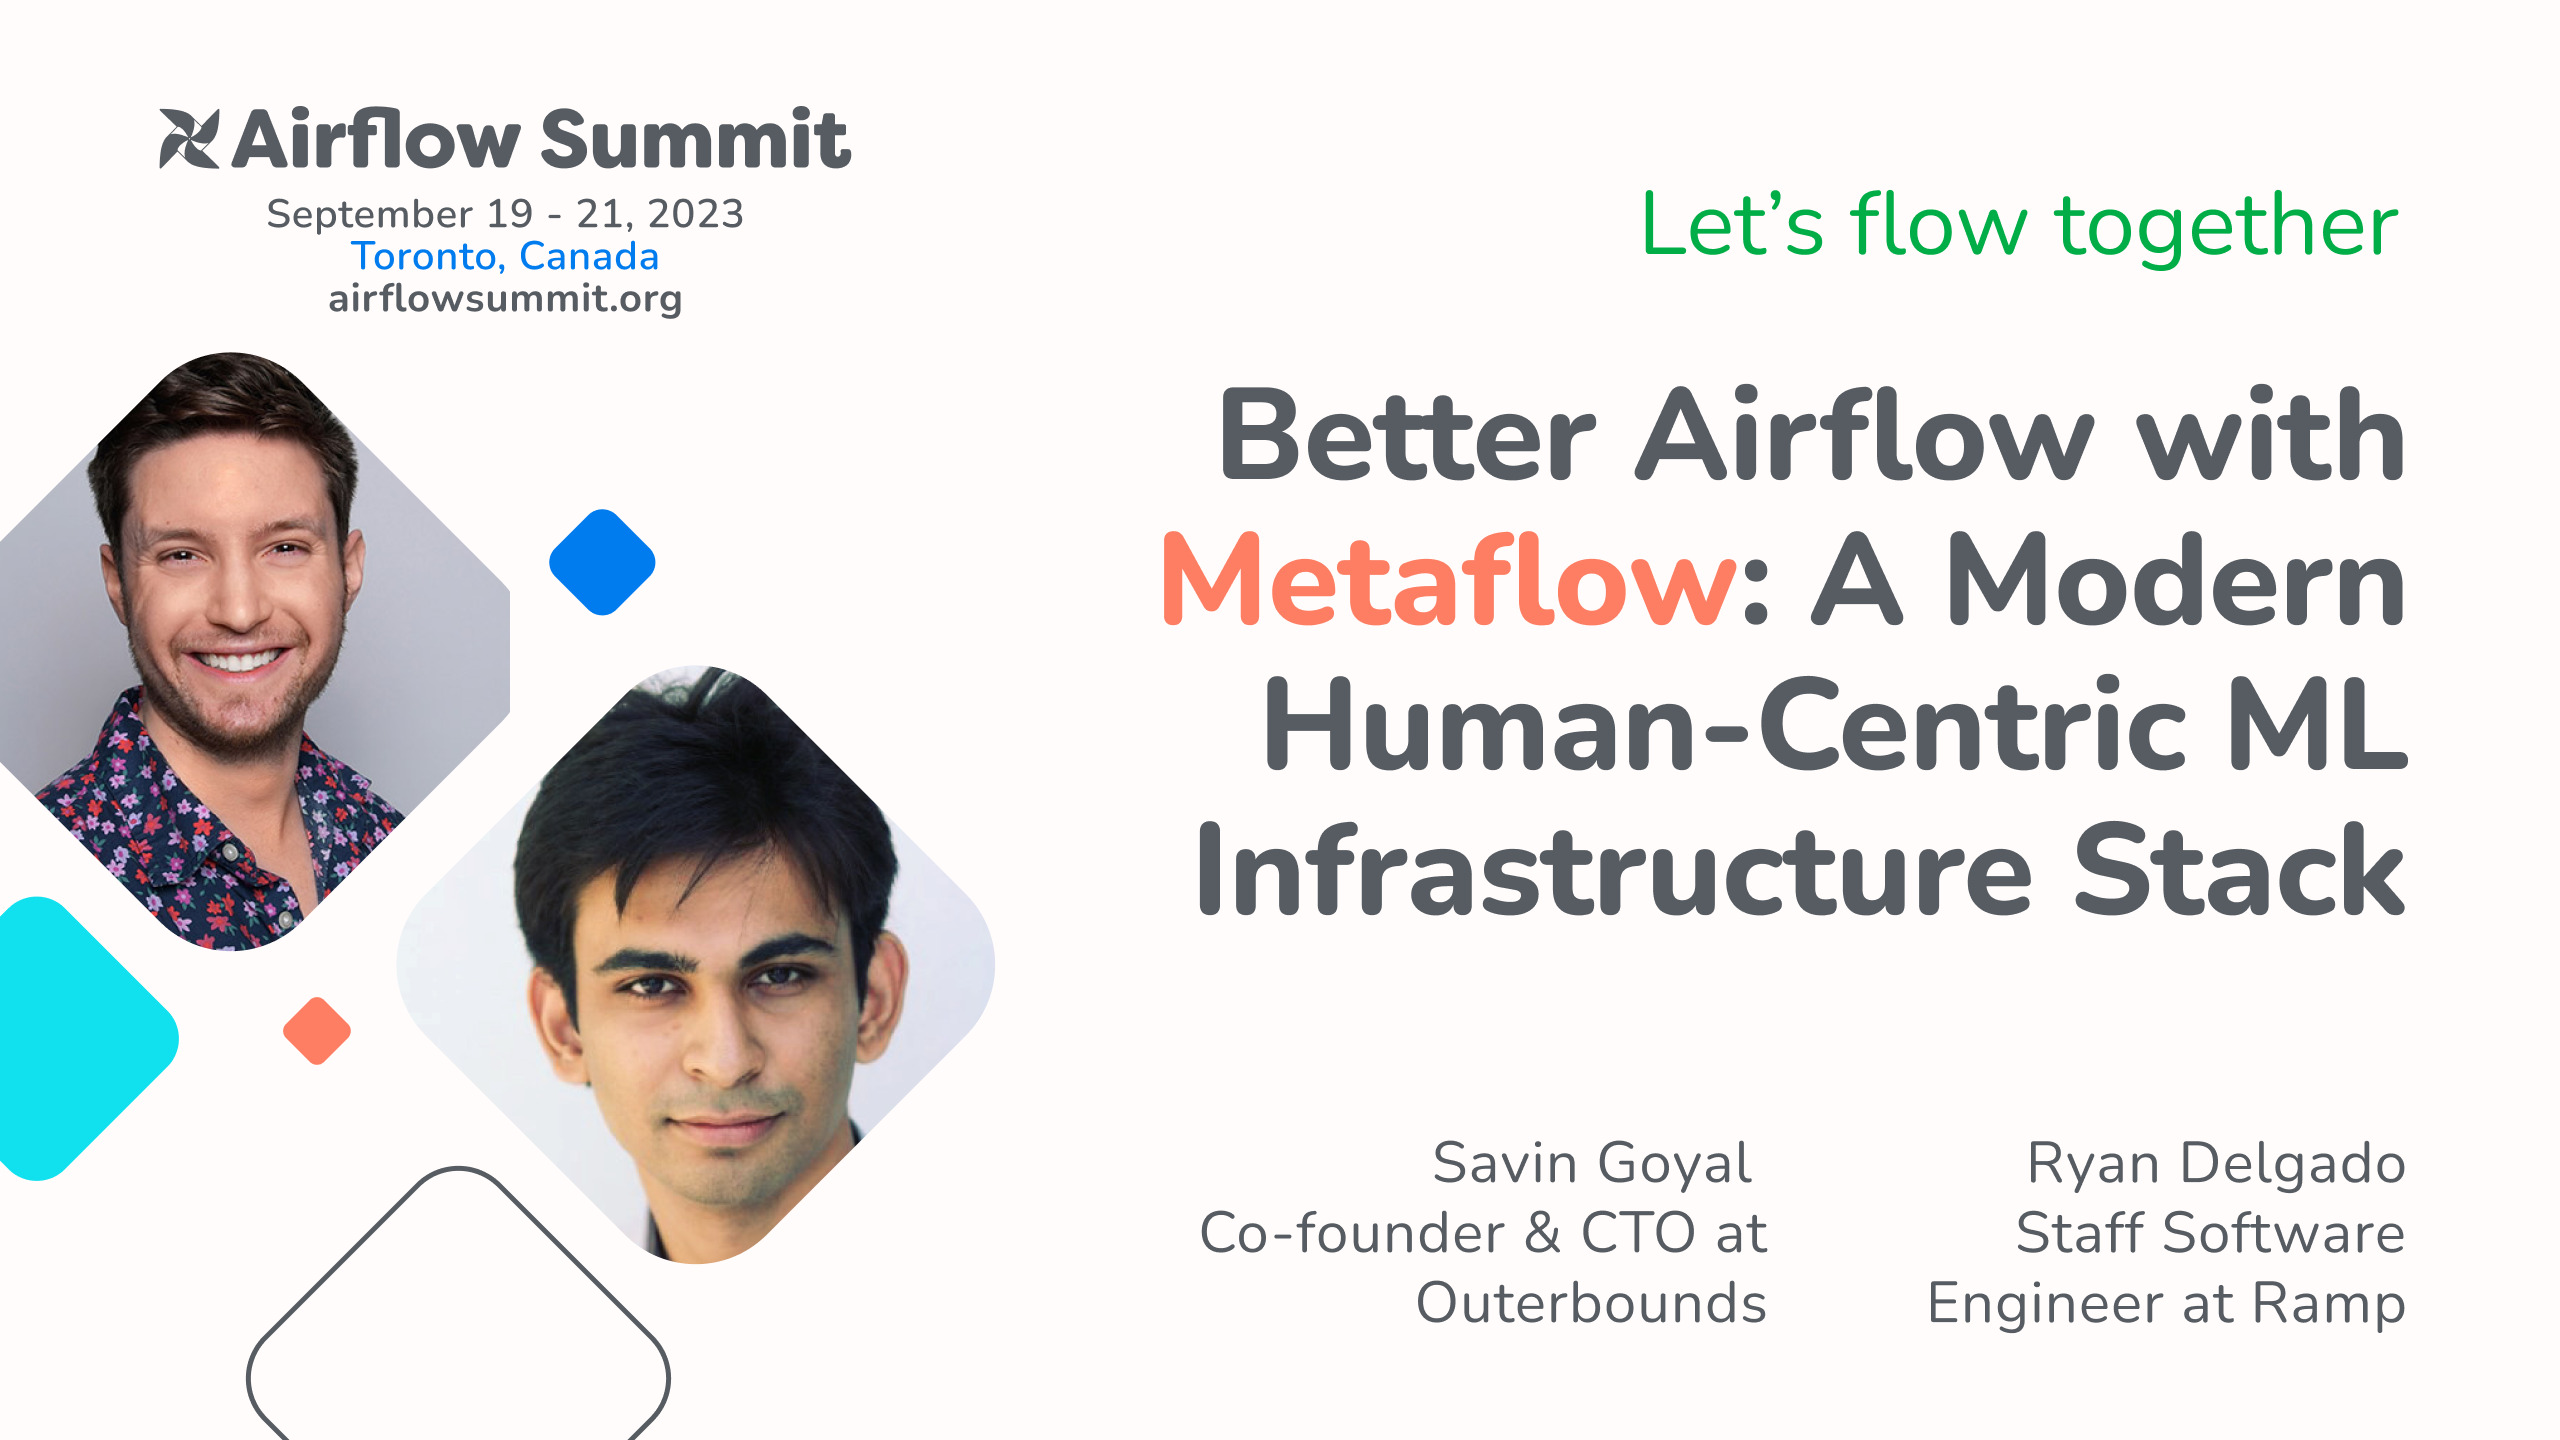 Airflow Summit
September 19 - 21, 2023
Toronto, Canada
airflowsummit.org
Let’s flow together
Better Airflow with
Metaflow: A Modern
Human-Centric ML
Infrastructure Stack
Savin Goyal
Co-founder & CTO at
Outerbounds
Ryan Delgado
Staff Software
Engineer at Ramp